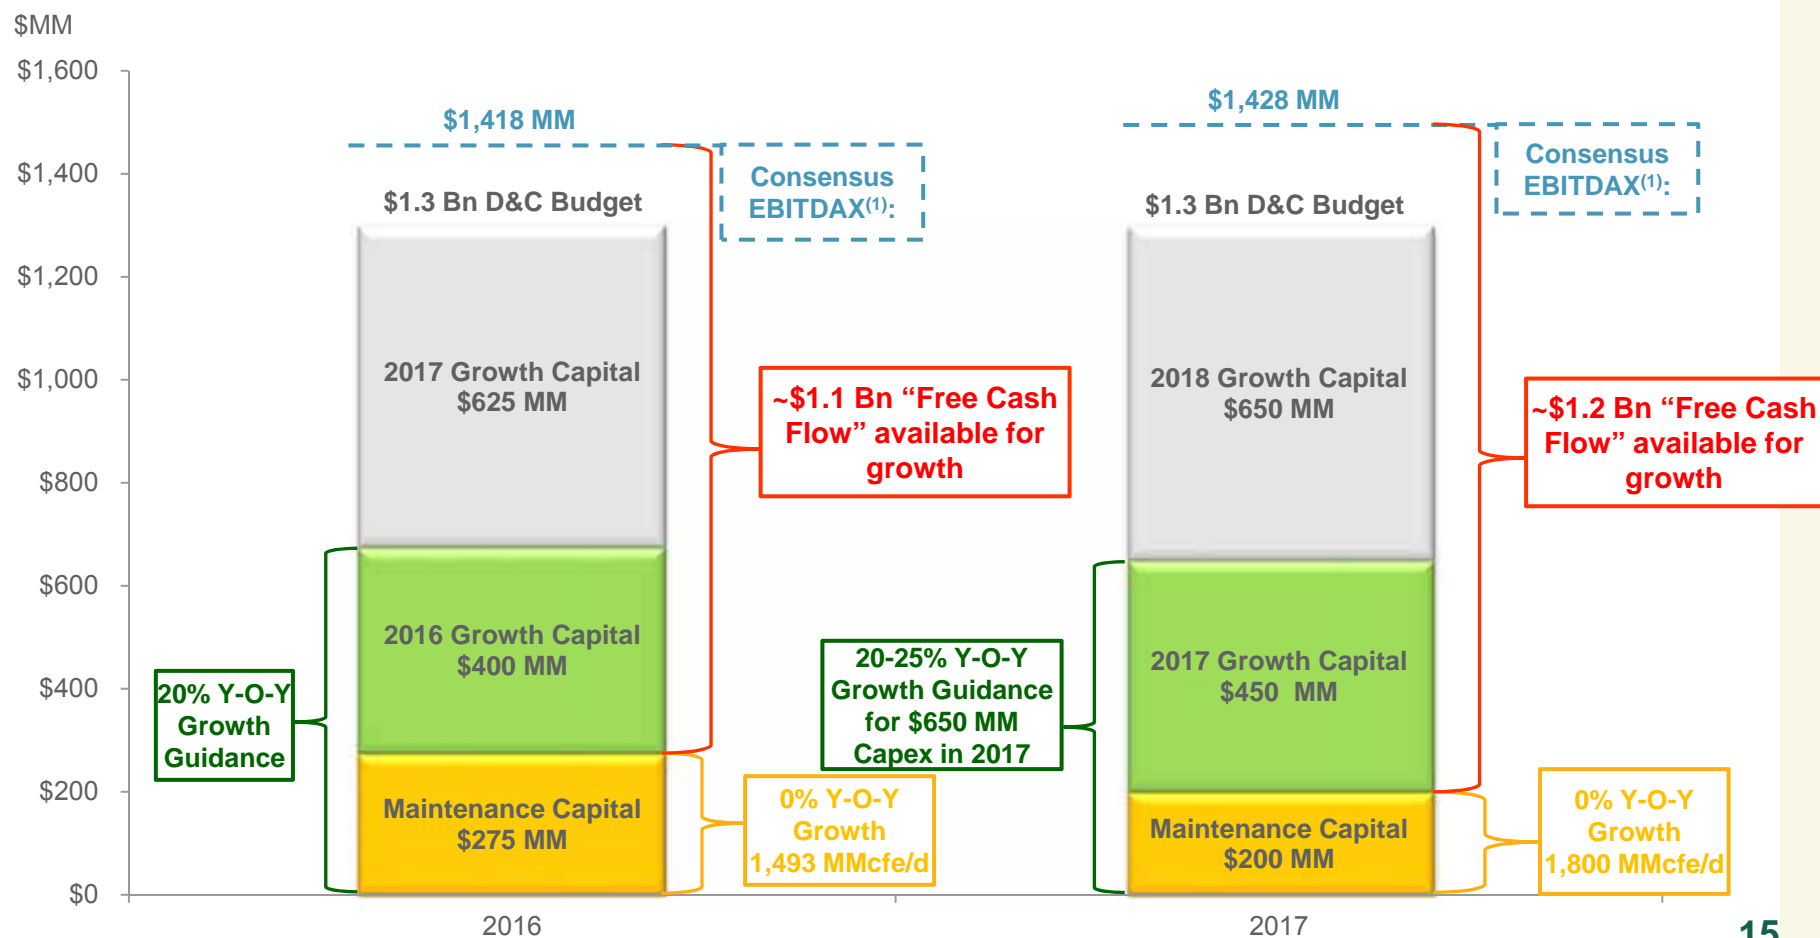 $MM
$1,600
$1,400
$1,200
$1,000
$800
$600
$400
$200
$0
$1,418 MM
Consensus
EBITDAX(1):
$1.3 Bn D&C Budget
2017 Growth Capital
$625 MM
~$1.1 Bn “Free Cash
Flow” available for
growth
2016 Growth Capital
$400 MM
20% Y-O-Y
Growth
Guidance
Maintenance Capital
$275 MM
0% Y-O-Y
Growth
1,493 MMcfe/d
2016
$1,428 MM
Consensus
EBITDAX(1):
$1.3 Bn D&C Budget
2018 Growth Capital
$650 MM
~$1.2 Bn “Free Cash
Flow” available for
growth
20-25% Y-O-Y
Growth Guidance
for $650 MM
Capex in 2017
2017 Growth Capital
$450  MM
Maintenance Capital
$200 MM
0% Y-O-Y
Growth
1,800 MMcfe/d
2017
15